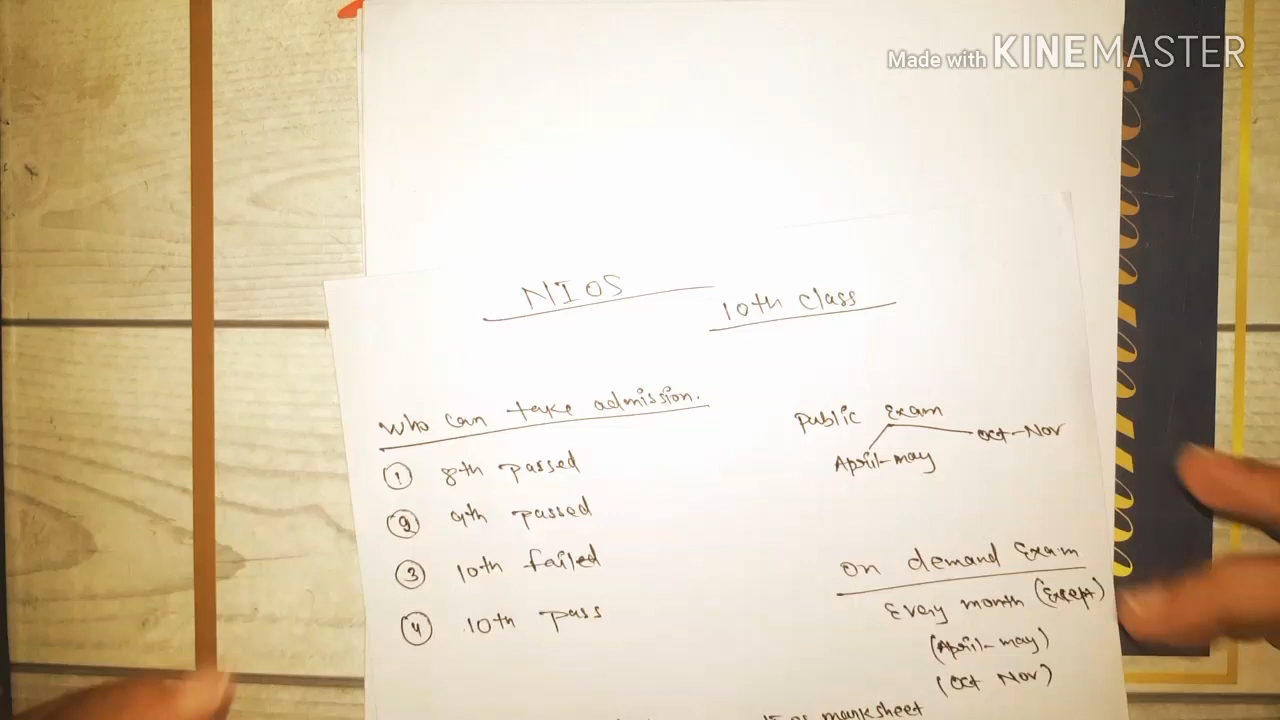 Made with KINEMASTER
NIOS
10th class
Who can take admission.
① 8th passed
② 9th passed
③ 10th failed
④ 10th pass
Public Exam
April-may
Oct-Nov
On demand Exam
Every month (Except)
(April-may)
(Oct Nov)
marksheet